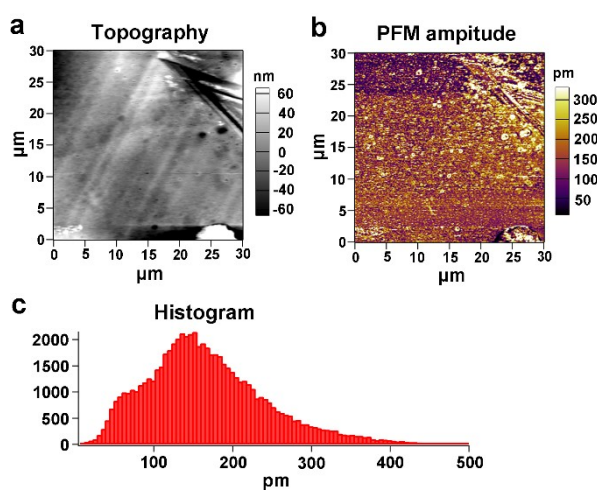 a
Topography
30
25
20
15
10
5
0
µm
0 5 10 15 20 25 30
µm
nm
60
40
20
0
-20
-40
-60
b
PFM ampitude
30
25
20
15
10
5
0
µm
0 5 10 15 20 25 30
µm
pm
300
250
200
150
100
50
c
Histogram
2000
1500
1000
500
0
100 200 300 400 500
pm